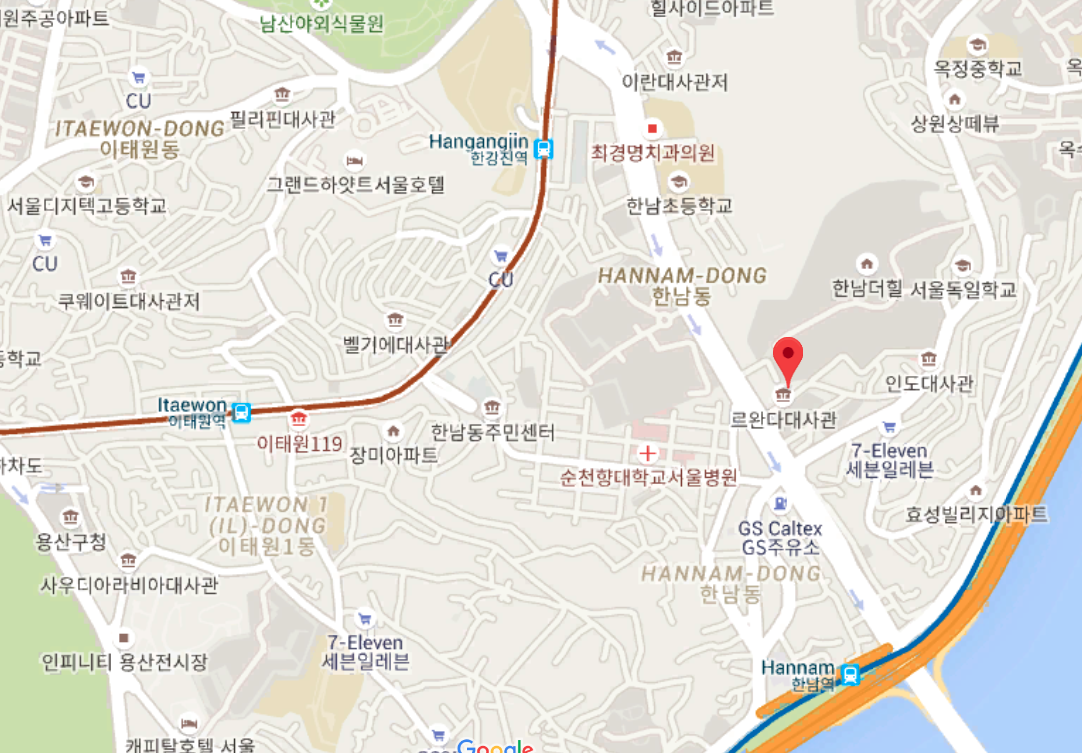 원주공아파트
남산야외식물원
힐사이드아파트
CU
ITAEWON-DONG
이태원동
필리핀대사관
이란대사관저
옥정중학교
상원상떼뷰
Hangangjin
한강진역
최경명치과의원
그랜드하얏트서울호텔
서울디지텍고등학교
한남초등학교
CU
쿠웨이트대사관저
CU
HANNAM-DONG
한남동
한남더힐
서울독일학교
벨기에대사관
등학교
인도대사관
Itaewon
이태원역
이태원119
장미아파트
한남동주민센터
르완다대사관
7-Eleven
세븐일레븐
하차도
순천향대학교서울병원
ITAEWON 1
(IL)-DONG
이태원1동
용산구청
GS Caltex
GS주유소
효성빌리지아파트
사우디아라비아대사관
HANNAM-DONG
한남동
7-Eleven
세븐일레븐
인피니티 용산전시장
Hannam
한남역
캐피탈호텔 서울
Google